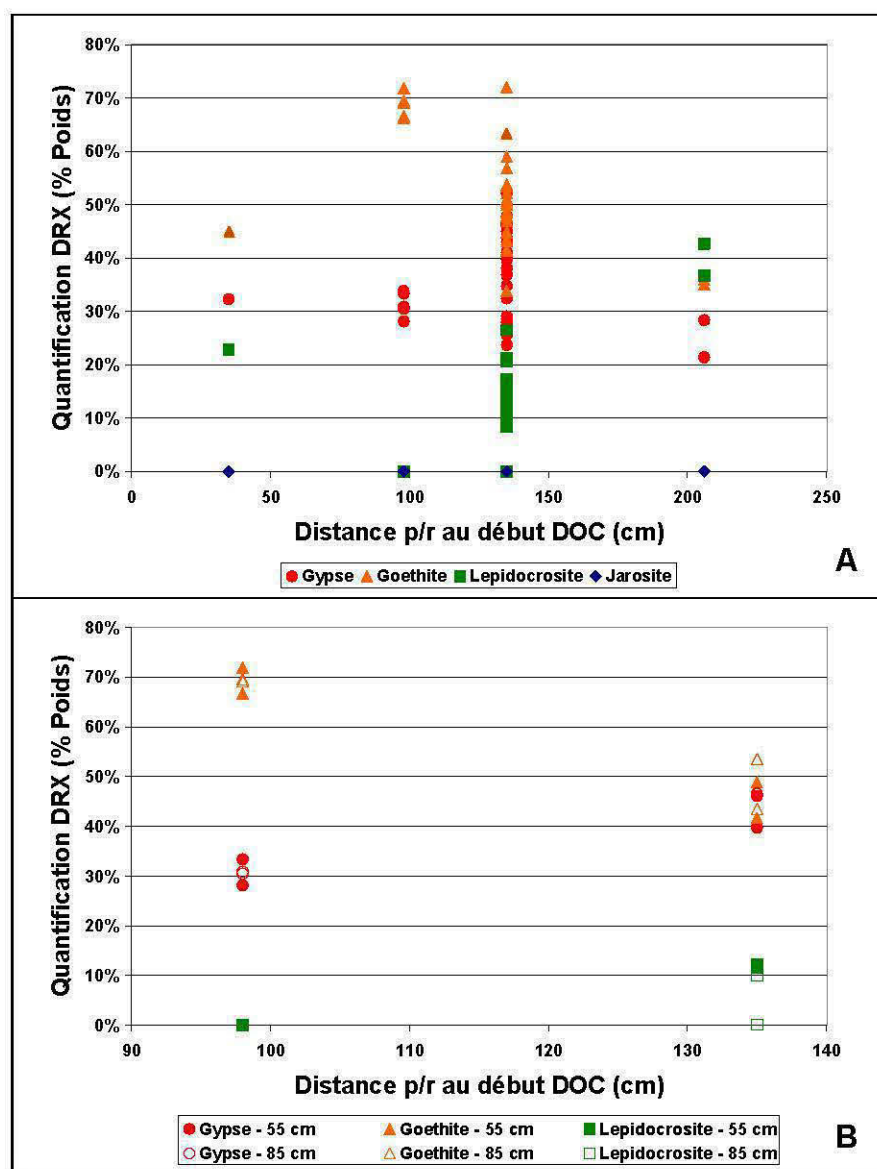 80%
70%
60%
50%
40%
30%
20%
10%
0%
Quantification DRX (% Poids)
0 50 100 150 200 250
Distance p/r au début DOC (cm)
Gypse Goethite Lepidocrosite Jarosite
A
80%
70%
60%
50%
40%
30%
20%
10%
0%
Quantification DRX (% Poids)
90 100 110 120 130 140
Distance p/r au début DOC (cm)
Gypse - 55 cm Goethite - 55 cm Lepidocrosite - 55 cm
Gypse - 85 cm Goethite - 85 cm Lepidocrosite - 85 cm
B